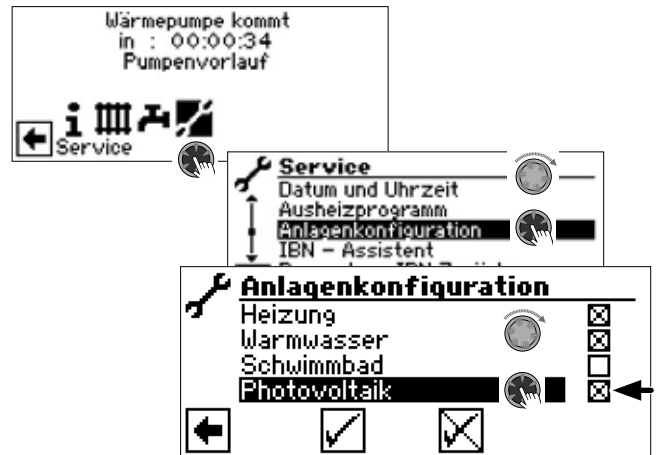 Wärmepumpe kommt
in : 00:00:34
Pumpenvorlauf
Service
Service
Datum und Uhrzeit
Ausheizprogramm
Anlagenkonfiguration
IBN - Assistent
Anlagenkonfiguration
Heizung
Warmwasser
Schwimmbad
Photovoltaik